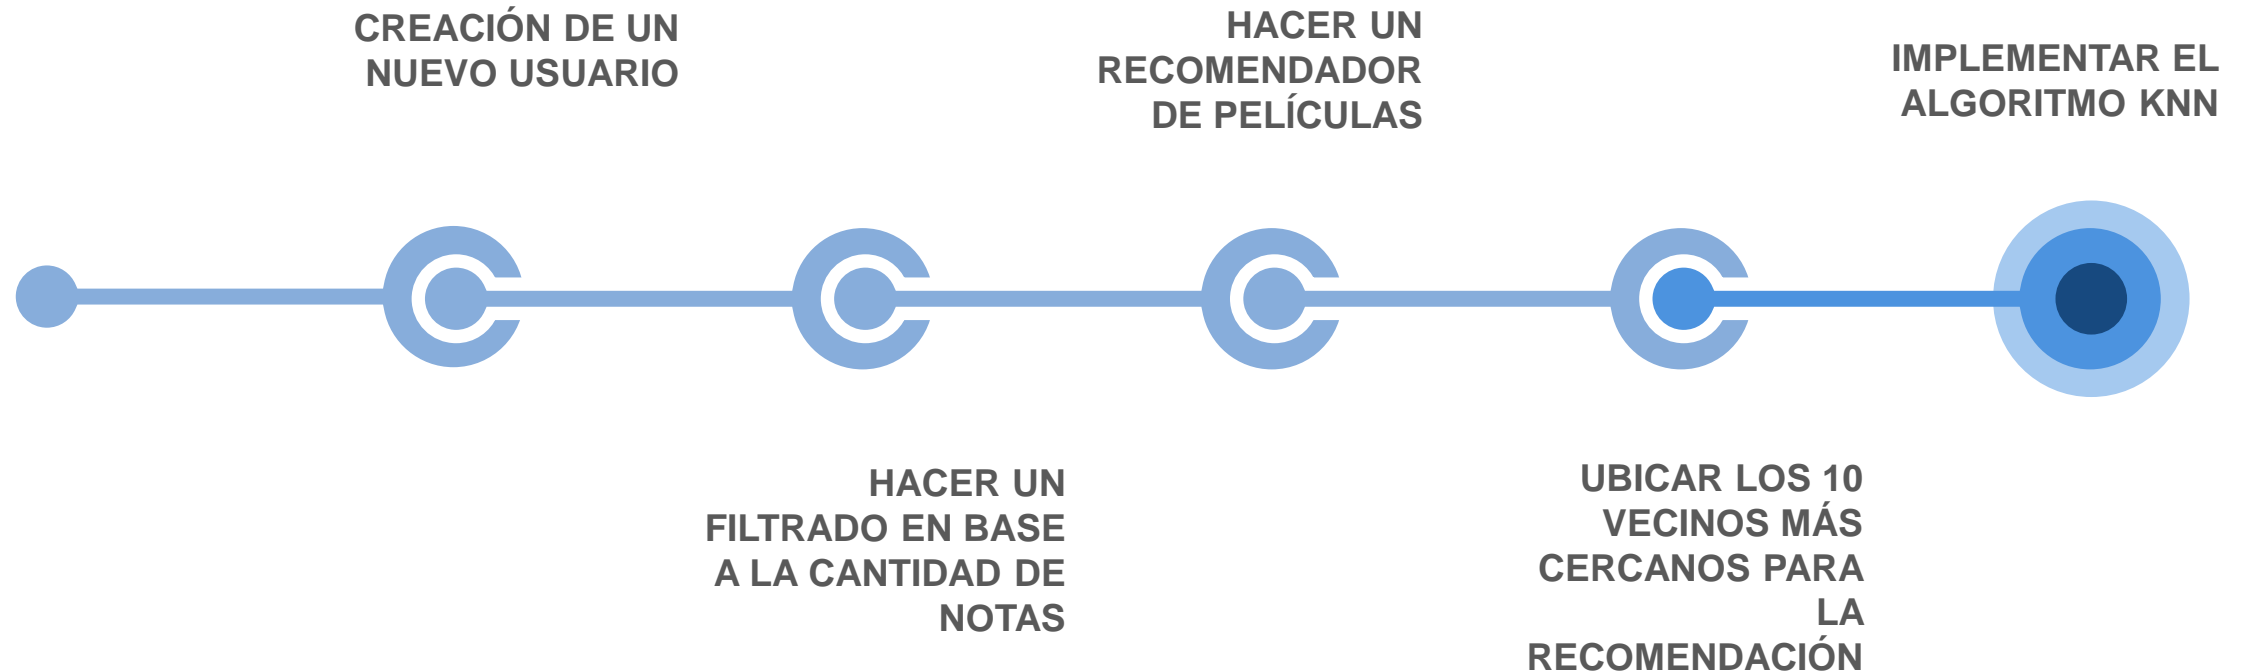 CREACIÓN DE UN
NUEVO USUARIO
HACER UN
FILTRADO EN BASE
A LA CANTIDAD DE
NOTAS
HACER UN
RECOMENDADOR
DE PELÍCULAS
UBICAR LOS 10
VECINOS MÁS
CERCANOS PARA
LA
RECOMENDACIÓN
IMPLEMENTAR EL
ALGORITMO KNN